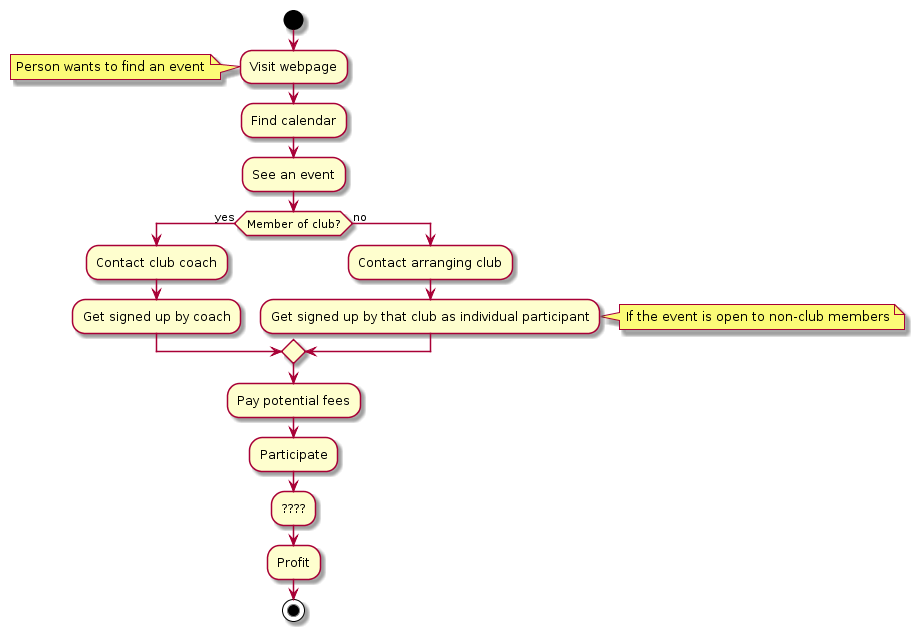 Person wants to find an event
Visit webpage
Find calendar
See an event
yes
Member of club?
no
Contact club coach
Contact arranging club
Get signed up by coach
Get signed up by that club as individual participant
If the event is open to non-club members
Pay potential fees
Participate
????
Profit